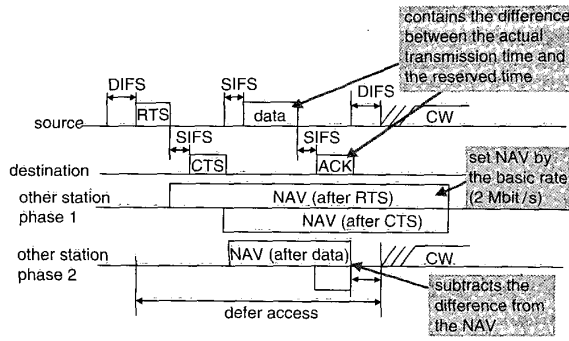 contains the difference
between the actual
transmission time and
the reserved time
DIFS
SIFS
DIFS
source
RTS
data
CW
SIFS
SIFS
destination
CTS
ACK
set NAV by
the basic rate
(2 Mbit/s)
other station
phase 1
NAV (after RTS)
NAV (after CTS)
other station
phase 2
NAV (after data)
CW
defer access
subtracts the
difference from
the NAV